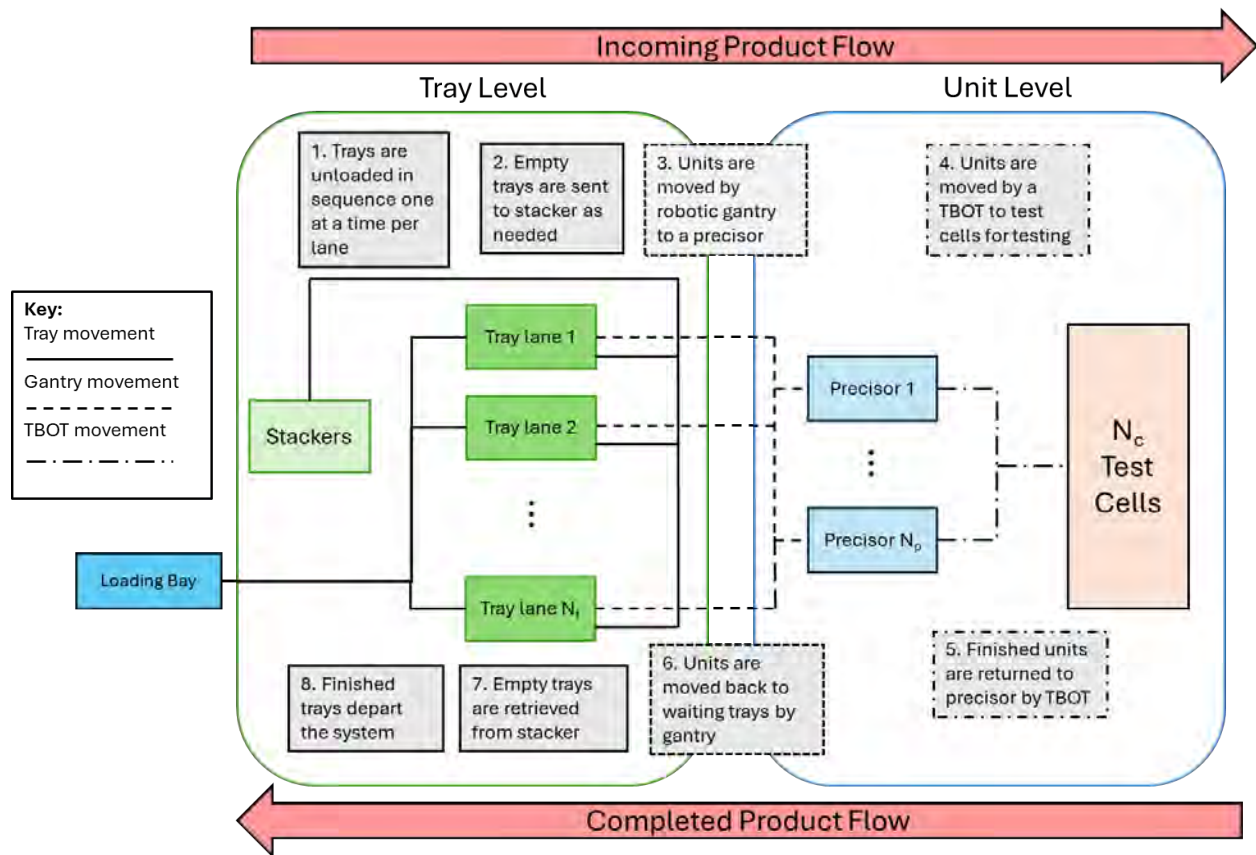 Incoming Product Flow
Tray Level
Unit Level
1. Trays are
unloaded in
sequence one
at a time per
lane
2. Empty
trays are sent
to stacker as
needed
3. Units are
moved by
robotic gantry
to a precisor
4. Units are
moved by a
TBOT to test
cells for testing
Key:
Tray movement
Gantry movement
TBOT movement
Stackers
Loading Bay
Tray lane 1
Tray lane 2
⋮
Tray lane Nₗ
Precisor 1
⋮
Precisor Nₚ
N꜀
Test
Cells
8. Finished
trays depart
the system
7. Empty trays
are retrieved
from stacker
6. Units are
moved back to
waiting trays by
gantry
5. Finished units
are returned to
precisor by TBOT
Completed Product Flow